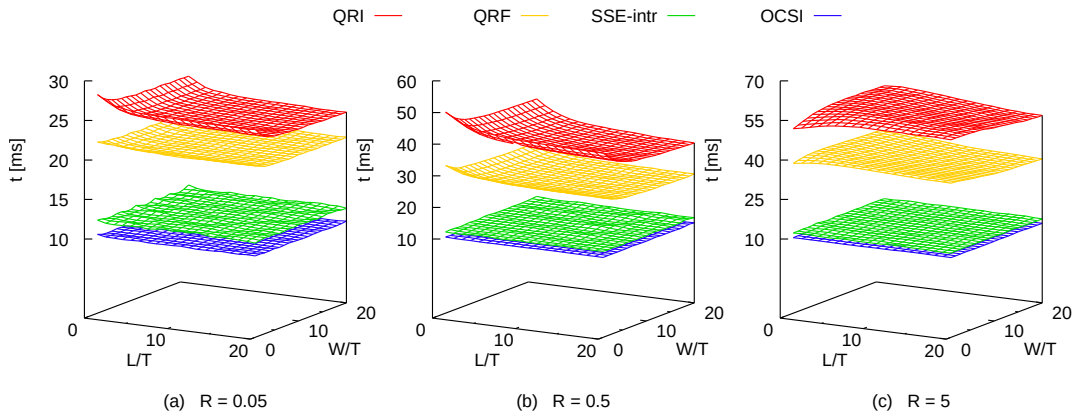 QRI QRF SSE-intr OCSI
30 25 20 15 10
t [ms]
0 10 20
L/T
0 10 20
W/T
(a) R = 0.05
60 50 40 30 20 10
t [ms]
0 10 20
L/T
0 10 20
W/T
(b) R = 0.5
70 55 40 25 10
t [ms]
0 10 20
L/T
0 10 20
W/T
(c) R = 5